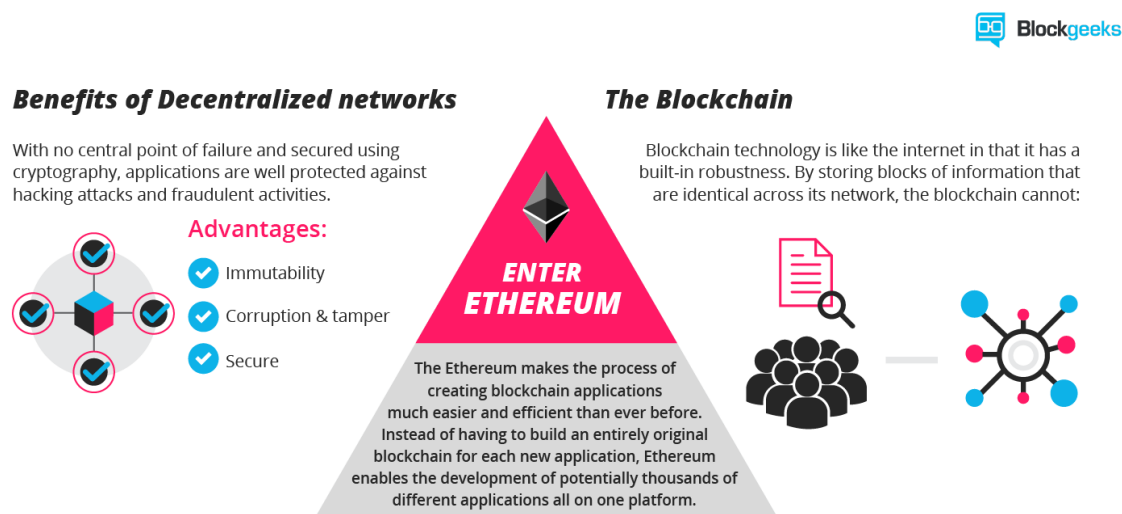 Blockgeeks
Benefits of Decentralized networks
With no central point of failure and secured using
cryptography, applications are well protected against
hacking attacks and fraudulent activities.
Advantages:
Immutability
Corruption & tamper
Secure
ENTER
ETHEREUM
The Ethereum makes the process of
creating blockchain applications
much easier and efficient than ever before.
Instead of having to build an entirely original
blockchain for each new application, Ethereum
enables the development of potentially thousands of
different applications all on one platform.
The Blockchain
Blockchain technology is like the internet in that it has a
built-in robustness. By storing blocks of information that
are identical across its network, the blockchain cannot: